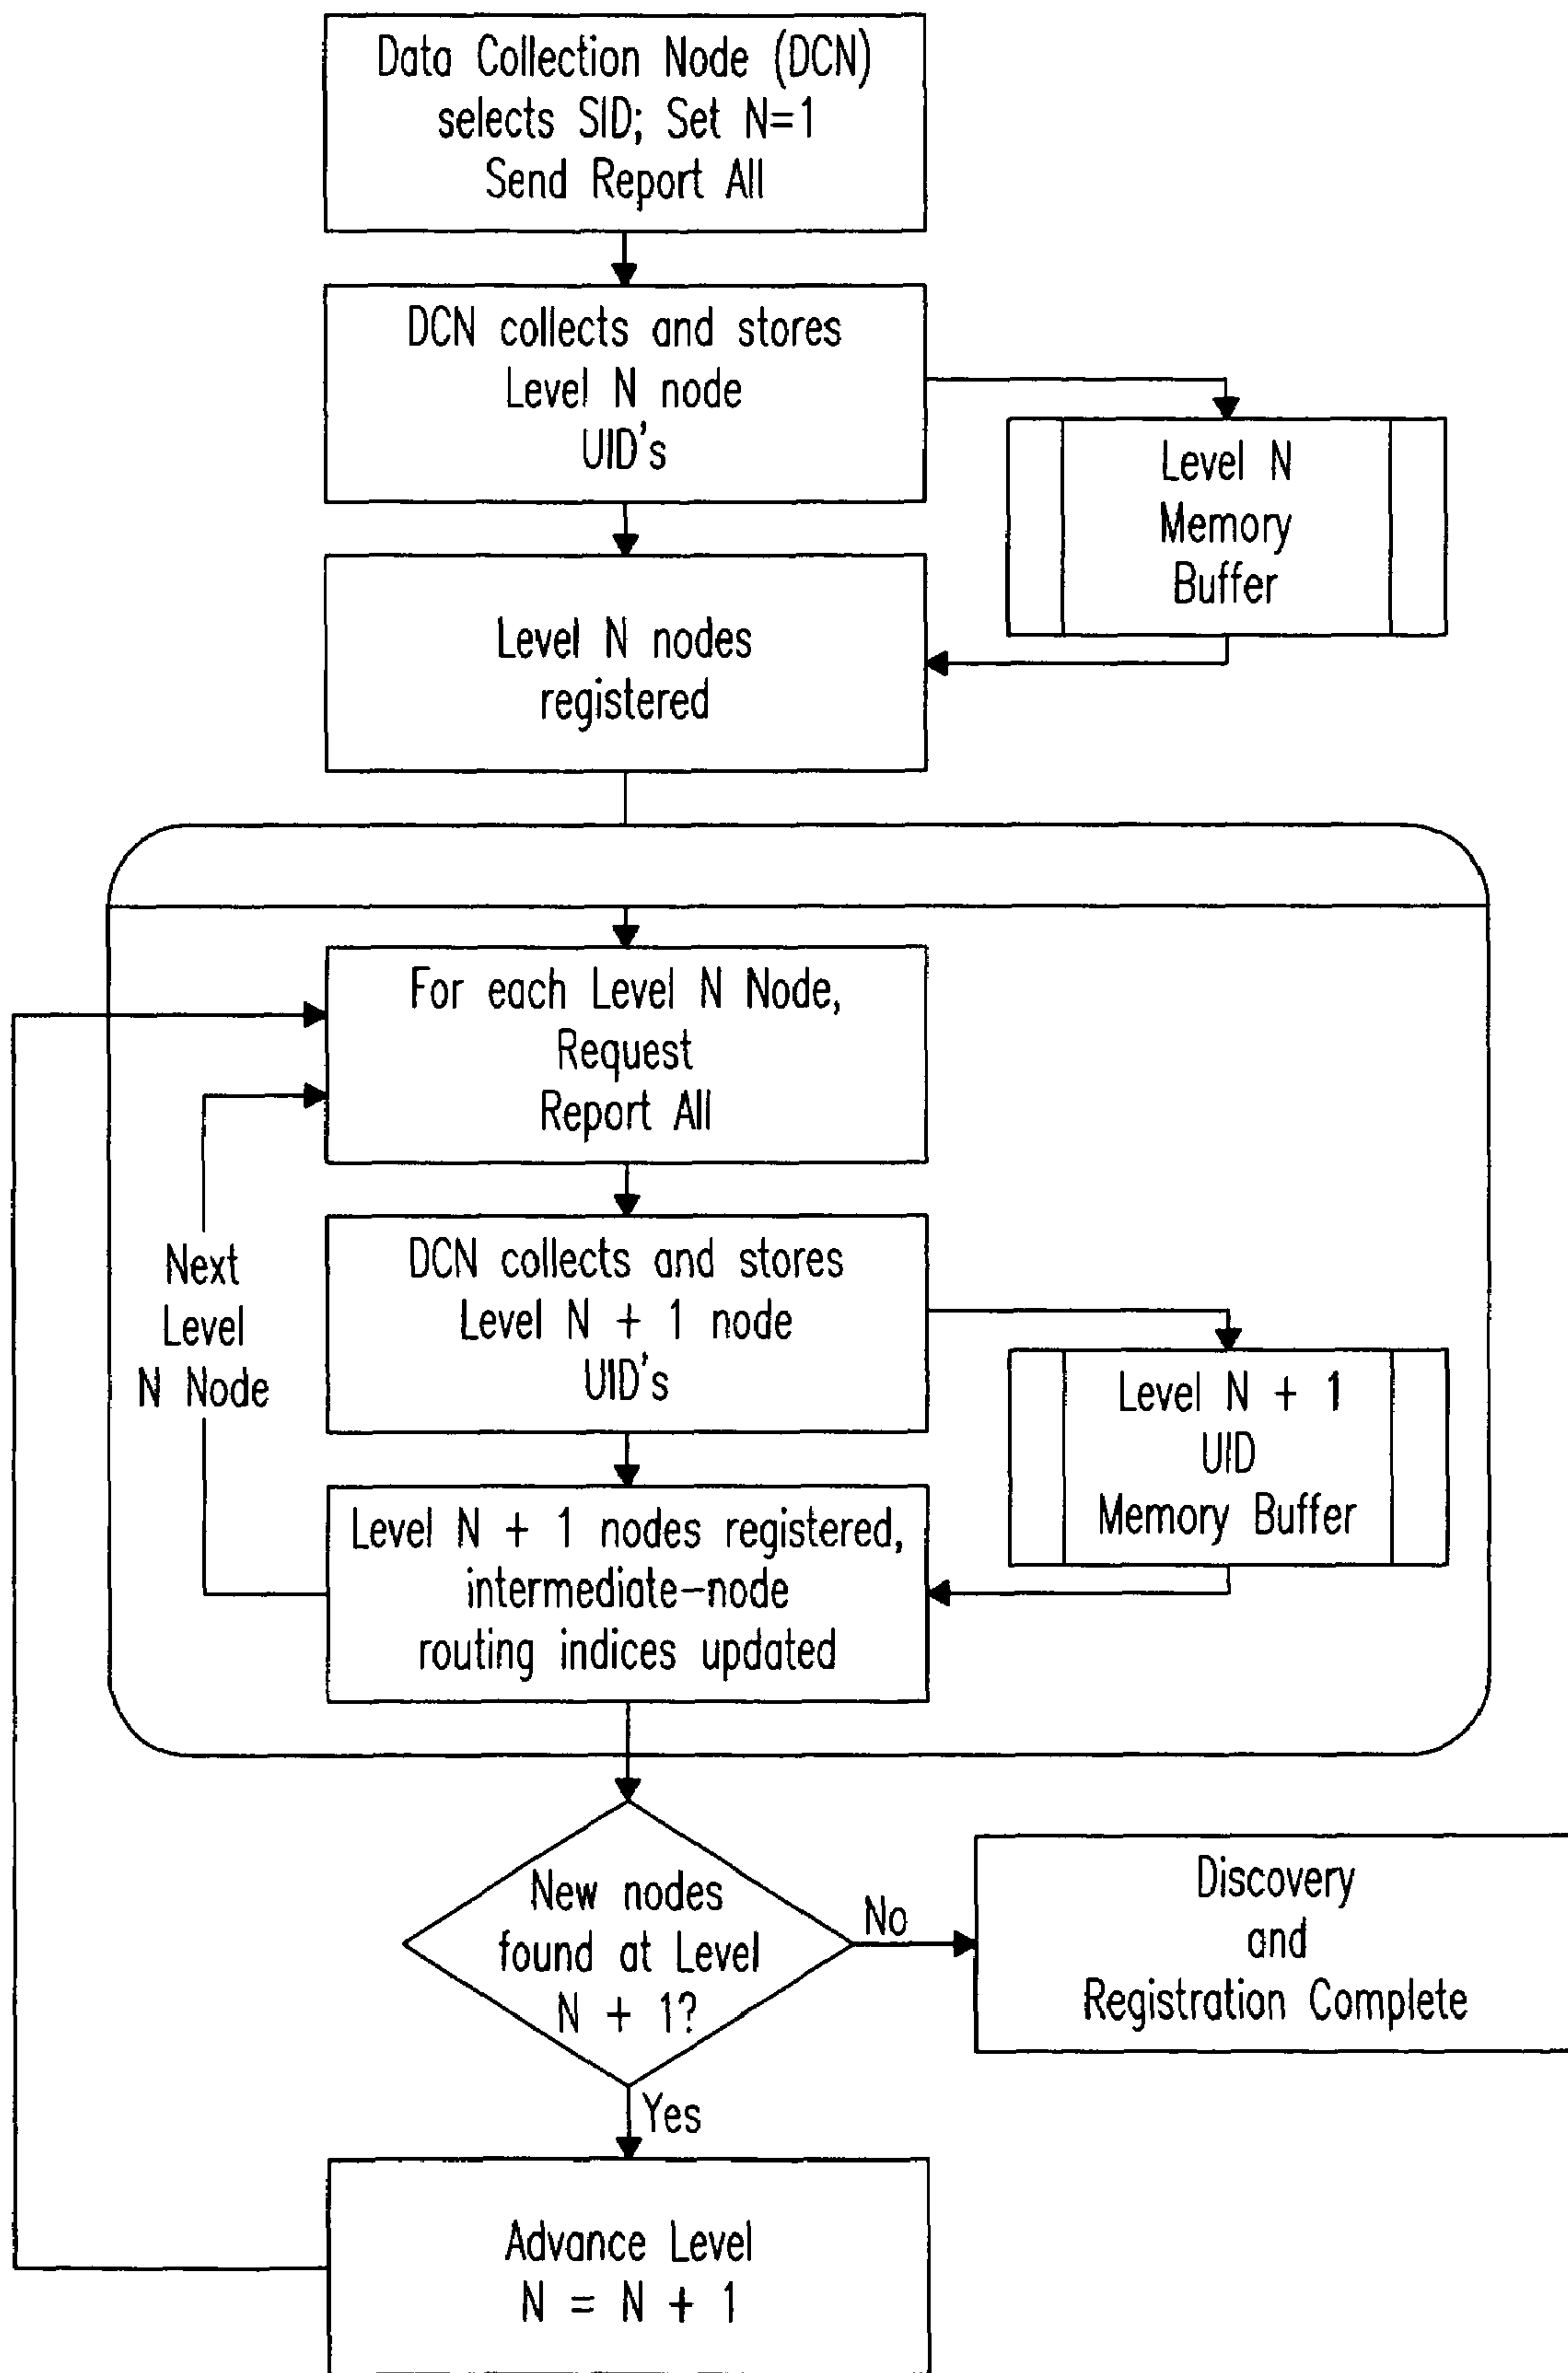 Data Collection Node (DCN)
selects SID; Set N=1
Send Report All
DCN collects and stores
Level N node
UID's
Level N
Memory
Buffer
Level N nodes
registered
For each Level N Node,
Request
Report All
Next
Level
N Node
DCN collects and stores
Level N + 1 node
UID's
Level N + 1
UID
Memory Buffer
Level N + 1 nodes registered,
intermediate-node
routing indices updated
New nodes
found at Level
N + 1?
No
Discovery
and
Registration Complete
Yes
Advance Level
N = N + 1